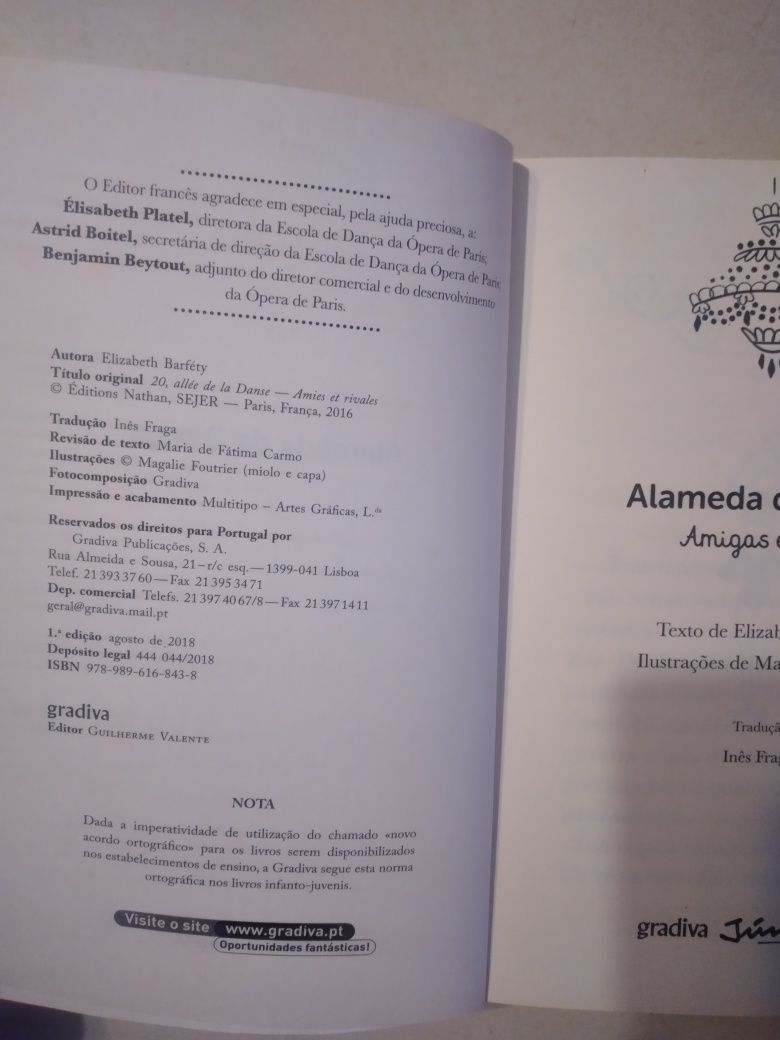 O Editor francês agradece em especial, pela ajuda preciosa, a:
Élisabeth Platel, diretora da Escola de Dança da Ópera de Paris;
Astrid Boitel, secretária de direção da Escola de Dança da Ópera de Paris;
Benjamin Beytout, adjunto do diretor comercial e do desenvolvimento
da Ópera de Paris.
Autora Elizabeth Barféty
Título original 20, allée de la Danse — Amies et rivales
© Éditions Nathan, SEJER — Paris, França, 2016
Tradução Inês Fraga
Revisão de texto Maria de Fátima Carmo
Ilustrações © Magalie Foutrier (miolo e capa)
Fotocomposição Gradiva
Impressão e acabamento Multitipo – Artes Gráficas, L.da
Reservados os direitos para Portugal por
Gradiva Publicações, S. A.
Rua Almeida e Sousa, 21 – r/c esq. — 1399-041 Lisboa
Telef. 21 393 37 60 — Fax 21 395 34 71
Dep. comercial Telefs. 21 397 40 67/8 — Fax 21 397 14 11
geral@gradiva.mail.pt
1.ª edição agosto de 2018
Depósito legal 444 044/2018
ISBN 978-989-616-843-8
gradiva
Editor Guilherme Valente
NOTA
Dada a imperatividade de utilização do chamado «novo
acordo ortográfico» para os livros serem disponibilizados
nos estabelecimentos de ensino, a Gradiva segue esta norma
ortográfica nos livros infanto-juvenis.
Visite o site www.gradiva.pt
Oportunidades fantásticas!
Alameda
Amigas e
Texto de
Ilustrações de
Inês
gradiva